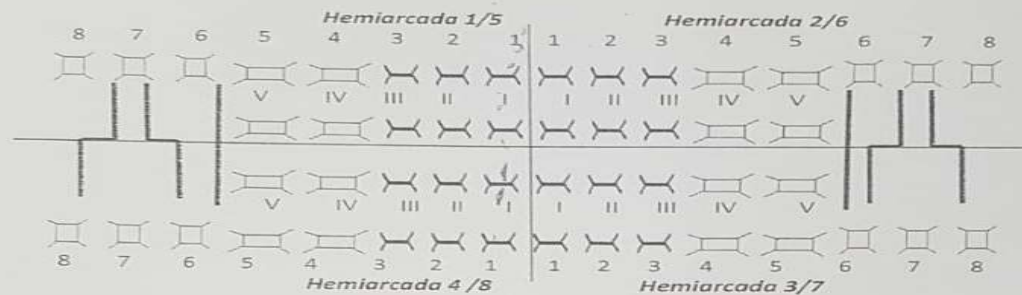 Hemiarcada 1/5 Hemiarcada 2/6
8 7 6 5 4 3 2 1 1 2 3 4 5 6 7 8
V IV III II I I II III IV V
V IV III II I I II III IV V
8 7 6 5 4 3 2 1 1 2 3 4 5 6 7 8
Hemiarcada 4/8 Hemiarcada 3/7